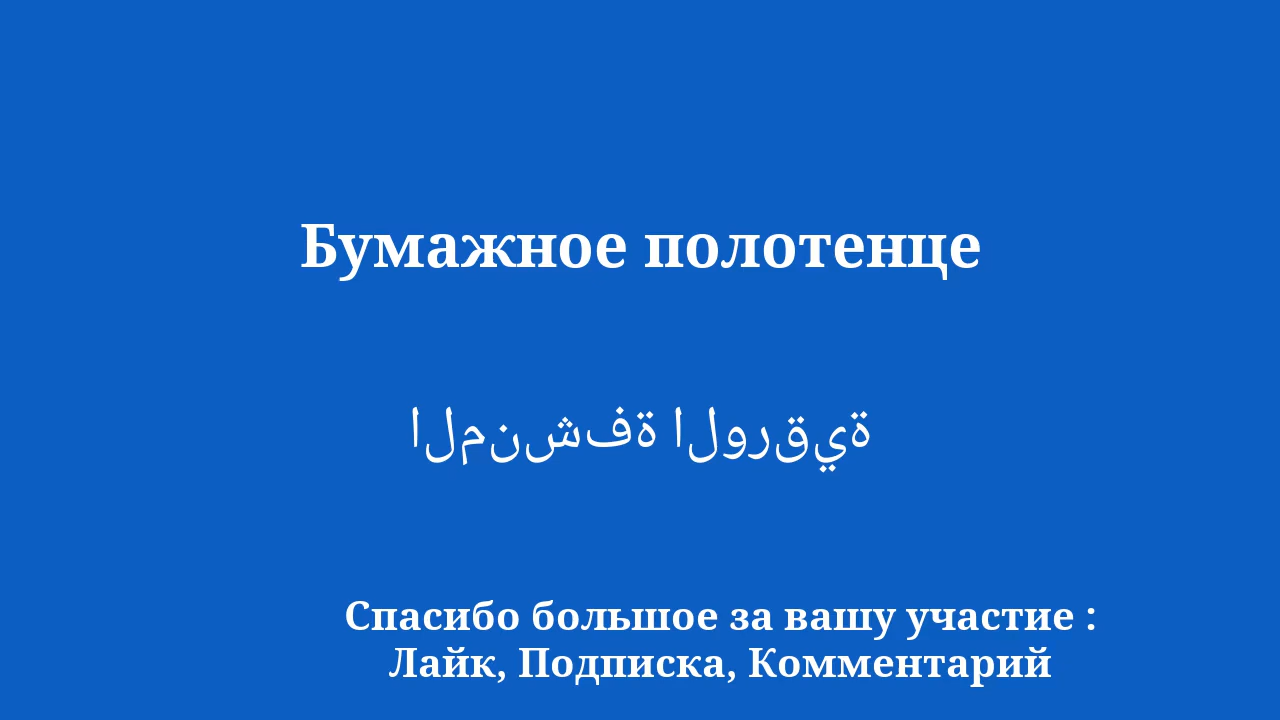 Бумажное полотенце
المنشفة الورقية
Спасибо большое за вашу участие :
Лайк, Подписка, Комментарий